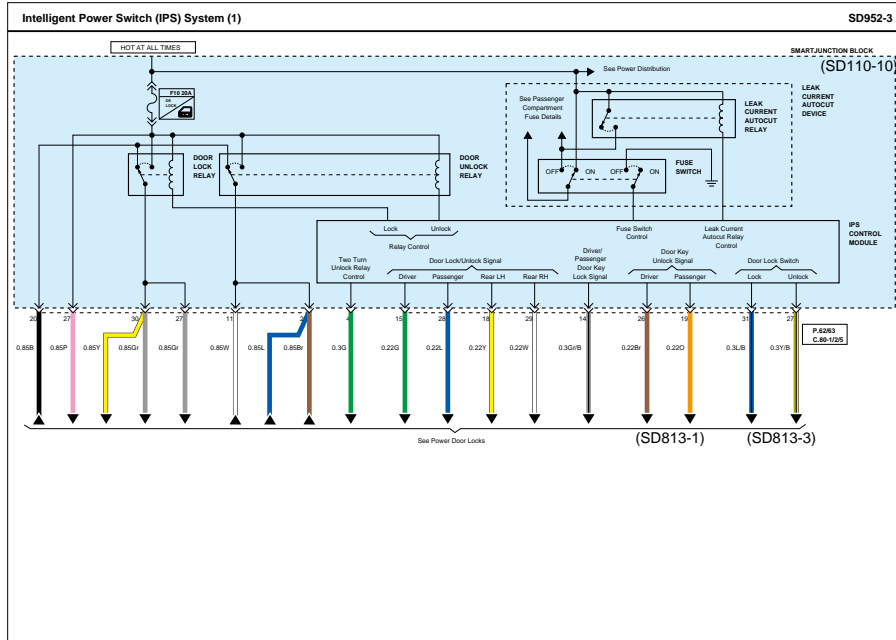 Intelligent Power Switch (IPS) System (1)
SD952-3
HOT AT ALL TIMES
SMARTJUNCTION BLOCK
(SD110-10)
See Power Distribution
F10 20A
DR
LOCK
See Passenger
Compartment
Fuse Details
LEAK
CURRENT
AUTOCUT
RELAY
LEAK
CURRENT
AUTOCUT
DEVICE
DOOR
LOCK
RELAY
DOOR
UNLOCK
RELAY
OFF ON OFF ON
FUSE
SWITCH
Lock Unlock
Relay Control
Fuse Switch
Control
Leak Current
Autocut Relay
Control
IPS
CONTROL
MODULE
Two Turn
Unlock Relay
Control
Door Lock/Unlock Signal
Driver Passenger Rear LH Rear RH
Driver/
Passenger
Door Key
Lock Signal
Door Key
Unlock Signal
Driver Passenger
Door Lock Switch
Lock Unlock
20 27 30 27 11 2 4 15 28 18 29 14 26 19 31 27
P.62/63
C.80-1/2/5
0.85B 0.85P 0.85Y 0.85Gr 0.85Gr 0.85W 0.85L 0.85Br 0.3G 0.22G 0.22L 0.22Y 0.22W 0.3Gr/B 0.22Br 0.22O 0.3L/B 0.3Y/B
See Power Door Locks
(SD813-1)
(SD813-3)